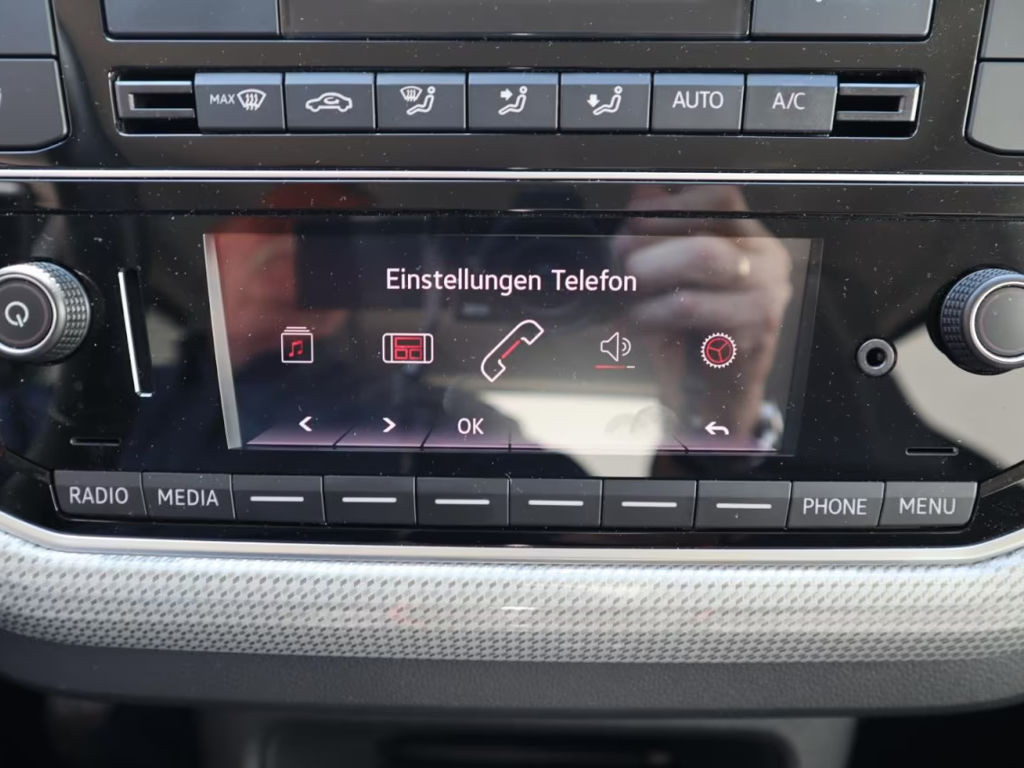 MAX
AUTO
A/C
Einstellungen Telefon
< > OK
RADIO MEDIA PHONE MENU